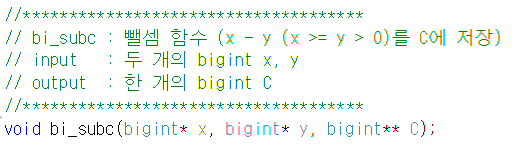 //************************************
// bi_subc : 뺄셈 함수 (x - y (x >= y > 0)를 C에 저장)
// input   : 두 개의 bigint x, y
// output  : 한 개의 bigint C
//************************************
void bi_subc(bigint* x, bigint* y, bigint** C);